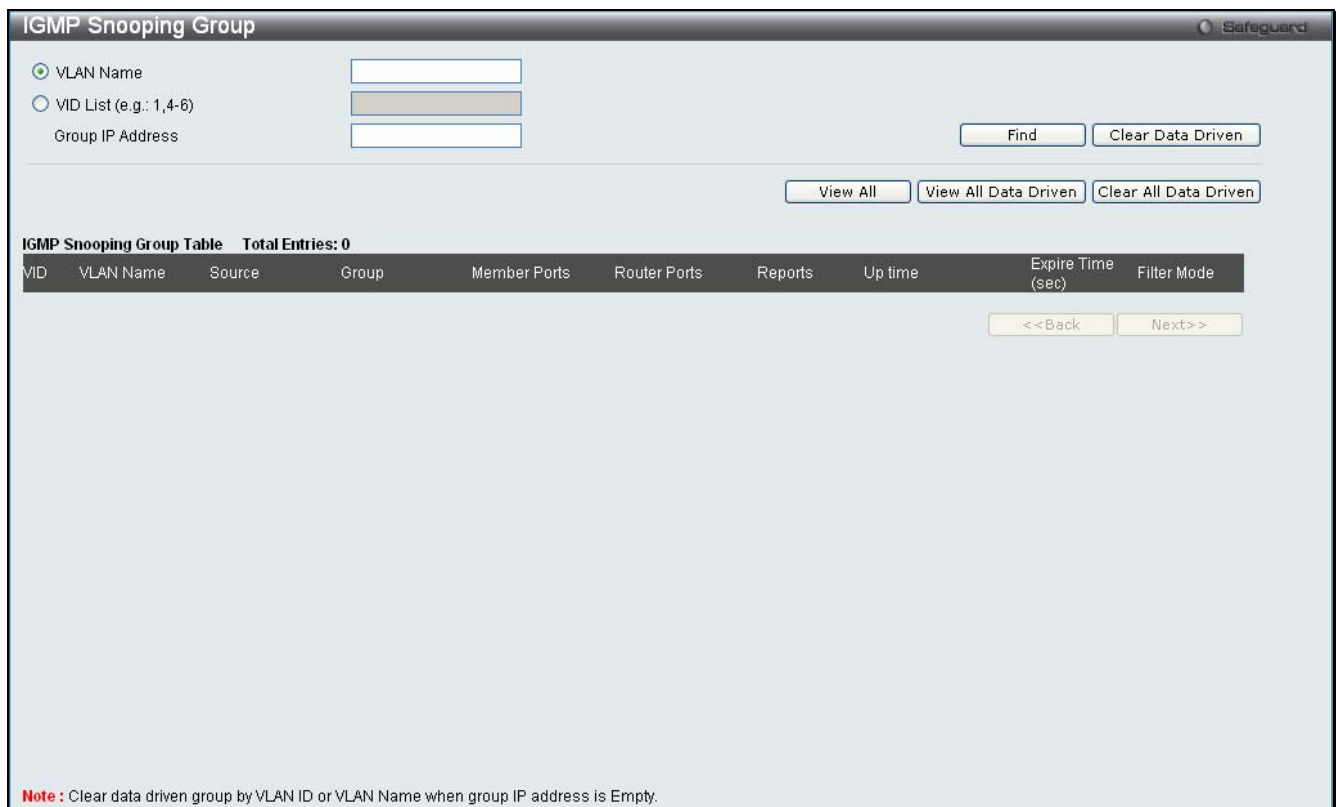 IGMP Snooping Group
Safeguard
VLAN Name
VID List (e.g.: 1,4-6)
Group IP Address
Find
Clear Data Driven
View All
View All Data Driven
Clear All Data Driven
IGMP Snooping Group Table Total Entries: 0
VID VLAN Name Source Group Member Ports Router Ports Reports Up time Expire Time (sec) Filter Mode
<<Back
Next>>
Note : Clear data driven group by VLAN ID or VLAN Name when group IP address is Empty.